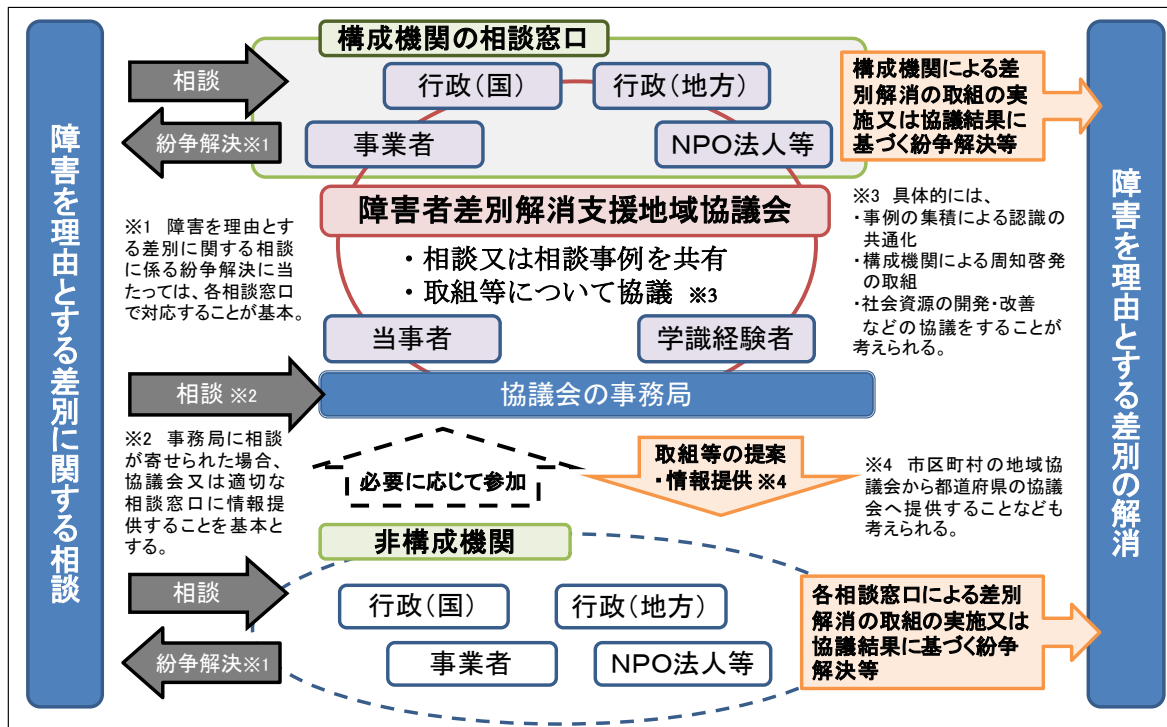 障害を理由とする差別に関する相談
構成機関の相談窓口
相談
紛争解決※1
行政（国）
行政（地方）
事業者
NPO法人等
構成機関による差
別解消の取組の実
施又は協議結果に
基づく紛争解決等
障害者差別解消支援地域協議会
・相談又は相談事例を共有
・取組等について協議 ※3
※1 障害を理由とす
る差別に関する相談
に係る紛争解決に当
たっては、各相談窓口
で対応することが基本。
※3 具体的には、
・事例の集積による認識の
共通化
・構成機関による周知啓発
の取組
・社会資源の開発・改善
などの協議をすることが
考えられる。
当事者
学識経験者
相談 ※2
協議会の事務局
※2 事務局に相談
が寄せられた場合、
協議会又は適切な
相談窓口に情報提
供することを基本と
する。
必要に応じて参加
取組等の提案
・情報提供 ※4
※4 市区町村の地域協
議会から都道府県の協議
会へ提供することなども
考えられる。
非構成機関
相談
紛争解決※1
行政（国）
行政（地方）
事業者
NPO法人等
各相談窓口による差別
解消の取組の実施又は
協議結果に基づく紛争
解決等
障害を理由とする差別の解消